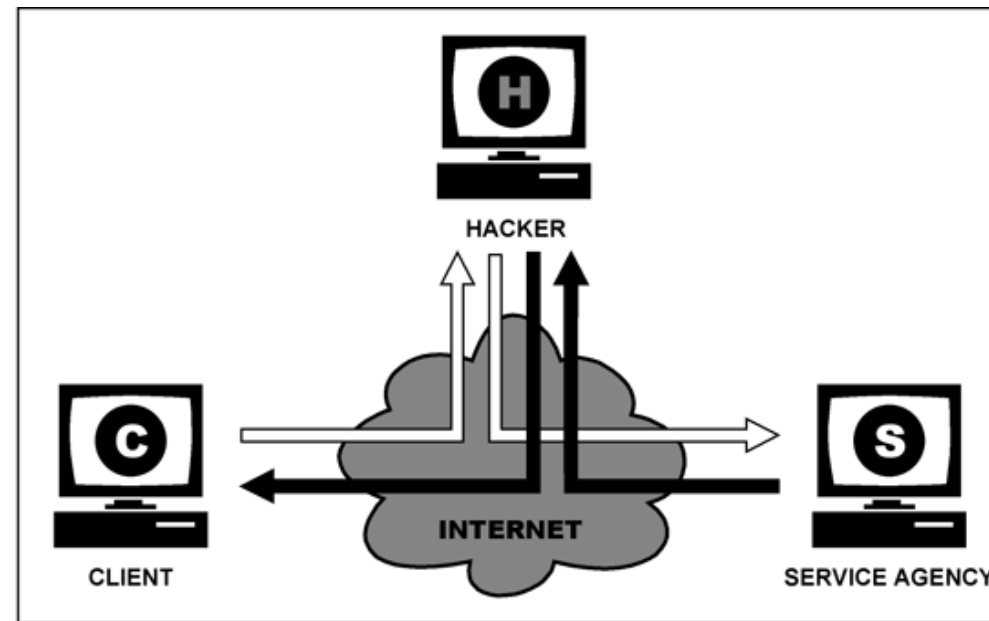 H
HACKER
C
S
INTERNET
CLIENT
SERVICE AGENCY